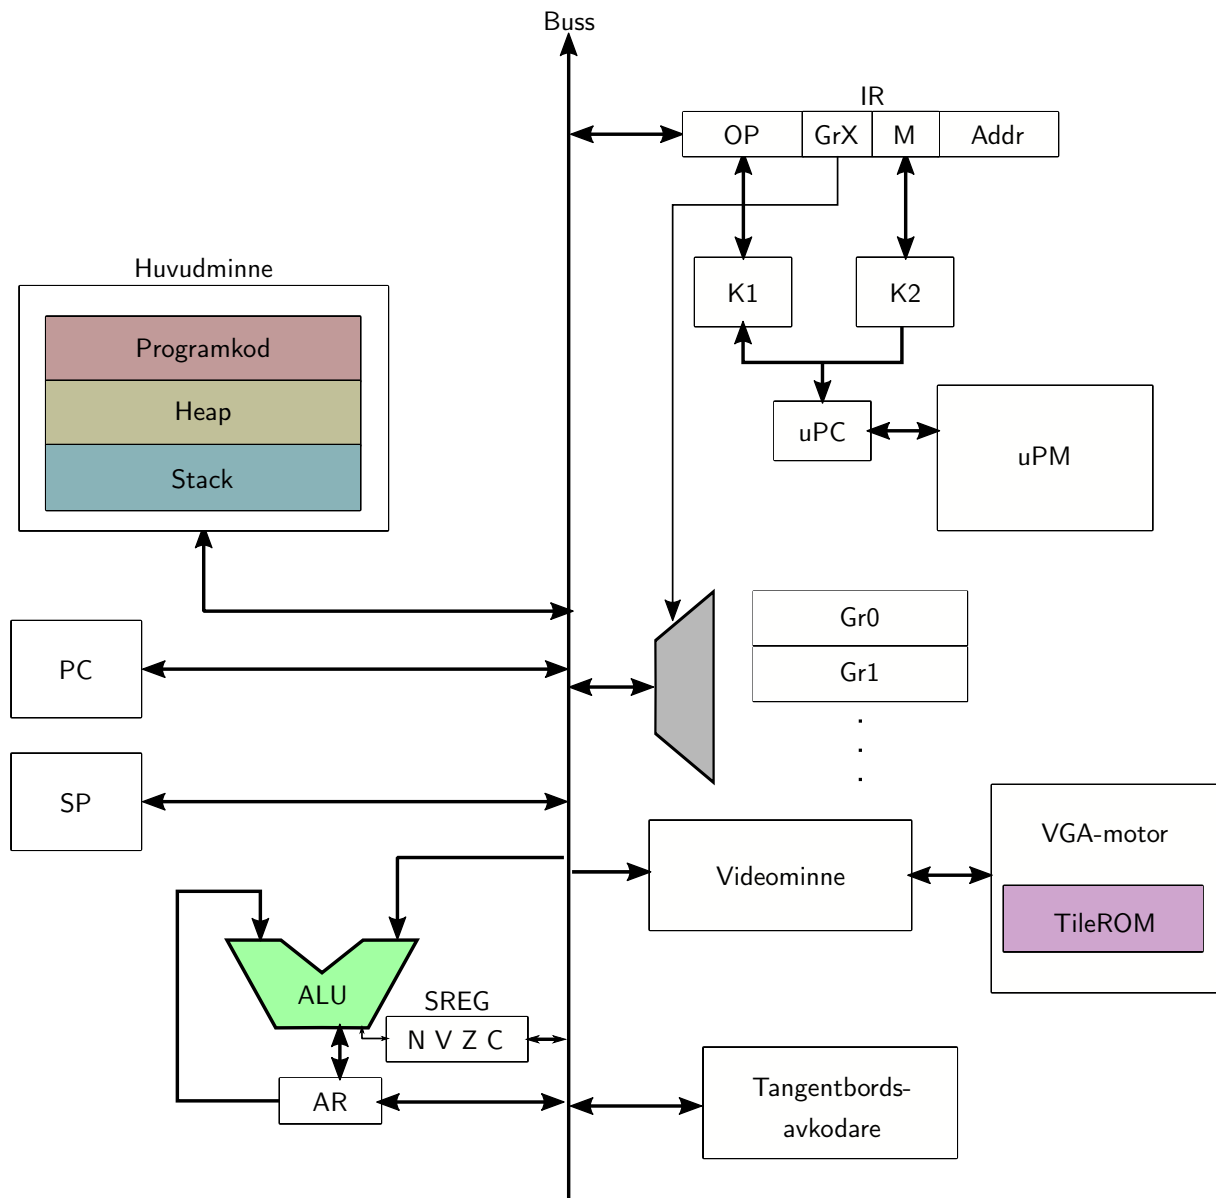 Buss
IR
OP GrX M Addr
Huvudminne
K1 K2
Programkod
Heap
Stack
uPC
uPM
Gr0
Gr1
.
.
.
PC
SP
Videominne
VGA-motor
TileROM
ALU
SREG
N V Z C
AR
Tangentbords-
avkodare